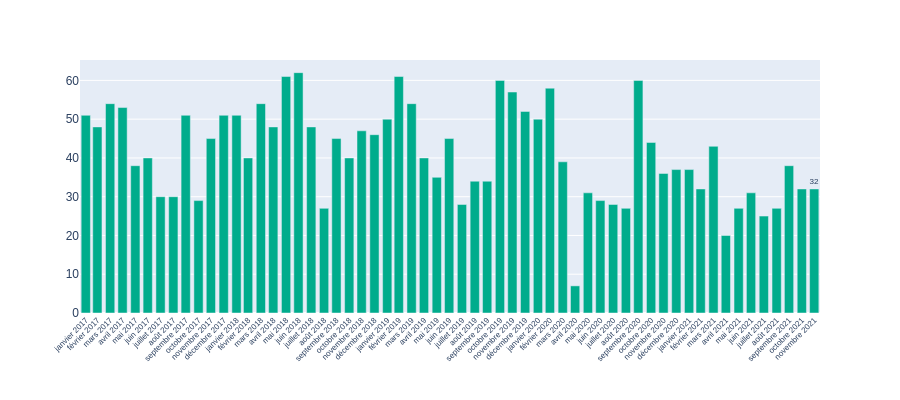 60
50
40
30
20
10
0
32
janvier 2017
février 2017
mars 2017
avril 2017
mai 2017
juin 2017
juillet 2017
août 2017
septembre 2017
octobre 2017
novembre 2017
décembre 2017
janvier 2018
février 2018
mars 2018
avril 2018
mai 2018
juin 2018
juillet 2018
août 2018
septembre 2018
octobre 2018
novembre 2018
décembre 2018
janvier 2019
février 2019
mars 2019
avril 2019
mai 2019
juin 2019
juillet 2019
août 2019
septembre 2019
octobre 2019
novembre 2019
décembre 2019
janvier 2020
février 2020
mars 2020
avril 2020
mai 2020
juin 2020
juillet 2020
août 2020
septembre 2020
octobre 2020
novembre 2020
décembre 2020
janvier 2021
février 2021
mars 2021
avril 2021
mai 2021
juin 2021
juillet 2021
août 2021
septembre 2021
octobre 2021
novembre 2021